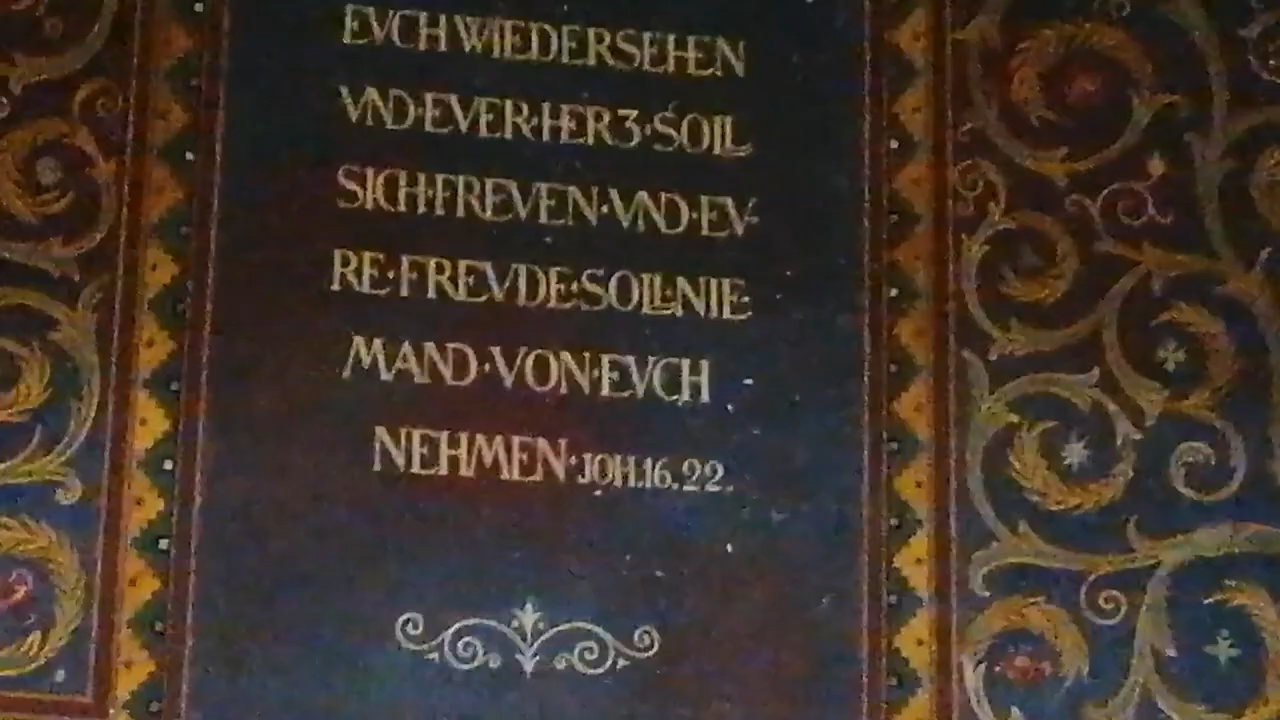 EVCH WIEDERSEHEN
VND·EVER·HERZ·SOLL
SICH·FREVEN·VND·EV-
RE·FREVDE·SOLL·NIE-
MAND·VON·EVCH
NEHMEN·JOH.16.22.